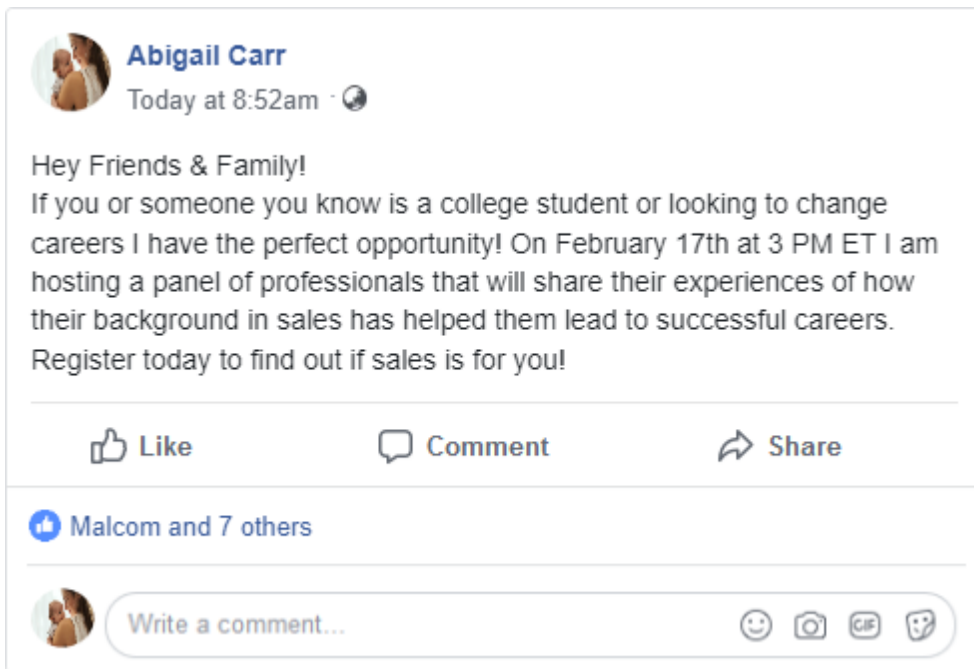 Abigail Carr
Today at 8:52am ·
Hey Friends & Family!
If you or someone you know is a college student or looking to change
careers I have the perfect opportunity! On February 17th at 3 PM ET I am
hosting a panel of professionals that will share their experiences of how
their background in sales has helped them lead to successful careers.
Register today to find out if sales is for you!
Like Comment Share
Malcom and 7 others
Write a comment... GIF